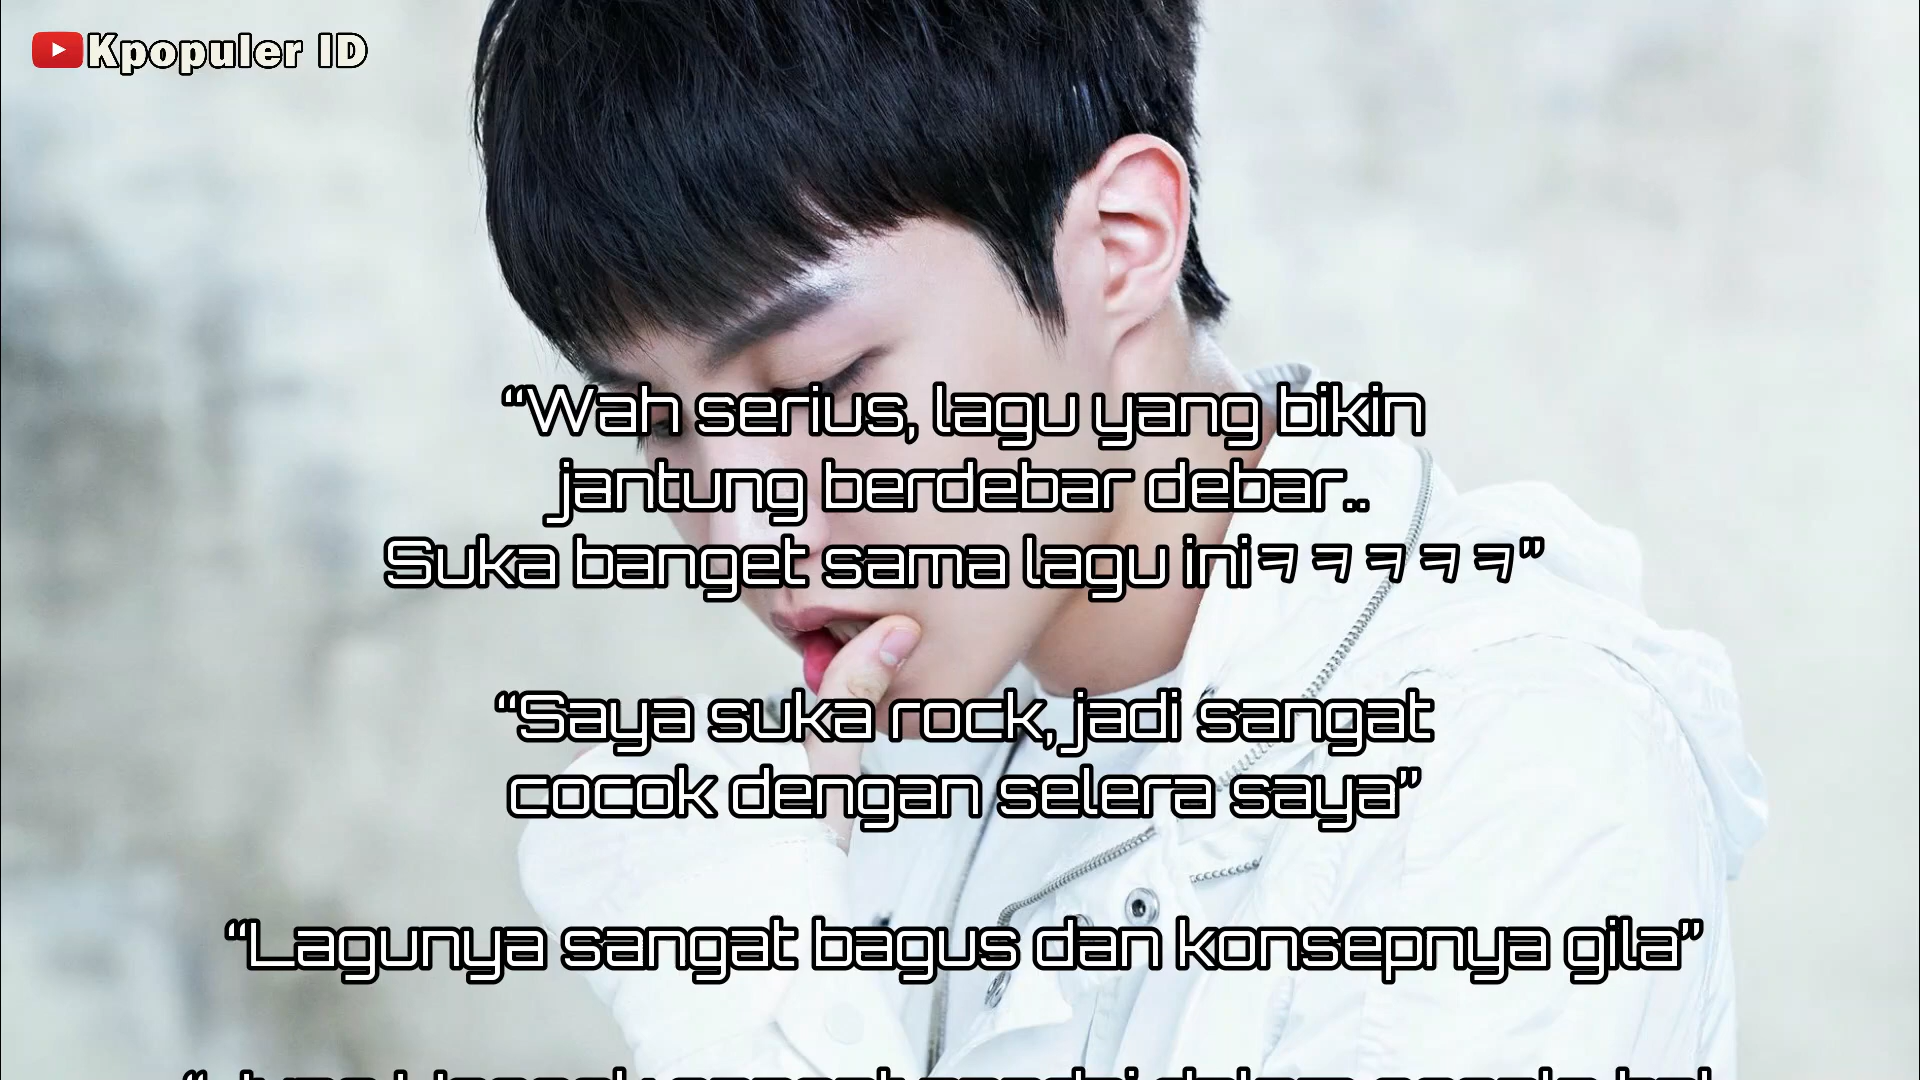 Kpopuler ID
“Wah serius, lagu yang bikin
jantung berdebar debar..
Suka banget sama lagu iniㅋㅋㅋㅋㅋ”
“Saya suka rock, jadi sangat
cocok dengan selera saya”
“Lagunya sangat bagus dan konsepnya gila”